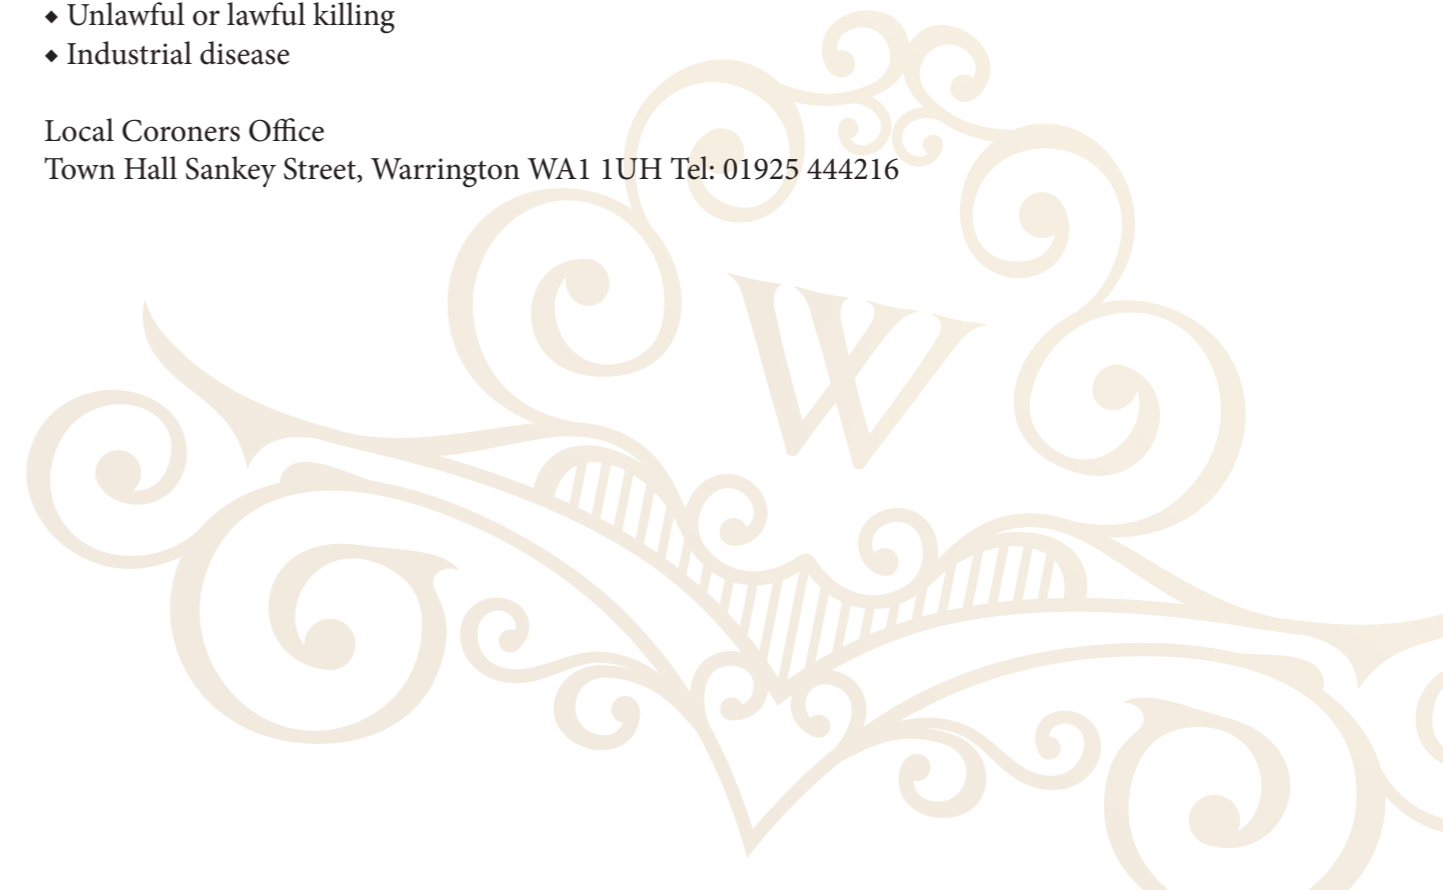 ◆ Unlawful or lawful killing
◆ Industrial disease
Local Coroners Office
Town Hall Sankey Street, Warrington WA1 1UH Tel: 01925 444216
W